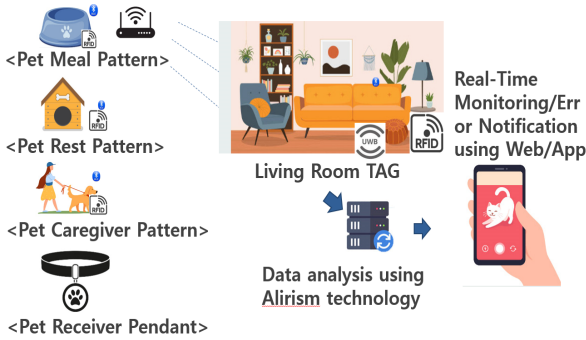 RFID
<Pet Meal Pattern>
RFID
<Pet Rest Pattern>
RFID
<Pet Caregiver Pattern>
<Pet Receiver Pendant>
UWB
RFID
Living Room TAG
Data analysis using
Alirism technology
Real-Time
Monitoring/Err
or Notification
using Web/App